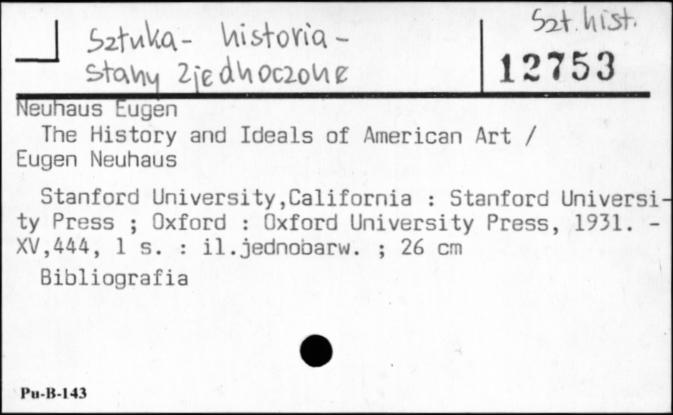 Szt. hist.
Sztuka - historia -
Stany Zjednoczone
12753
Neuhaus Eugen
The History and Ideals of American Art /
Eugen Neuhaus
Stanford University,California : Stanford Universi-
ty Press ; Oxford : Oxford University Press, 1931. -
XV,444, 1 s. : il.jednobarw. ; 26 cm
Bibliografia
Pu-B-143